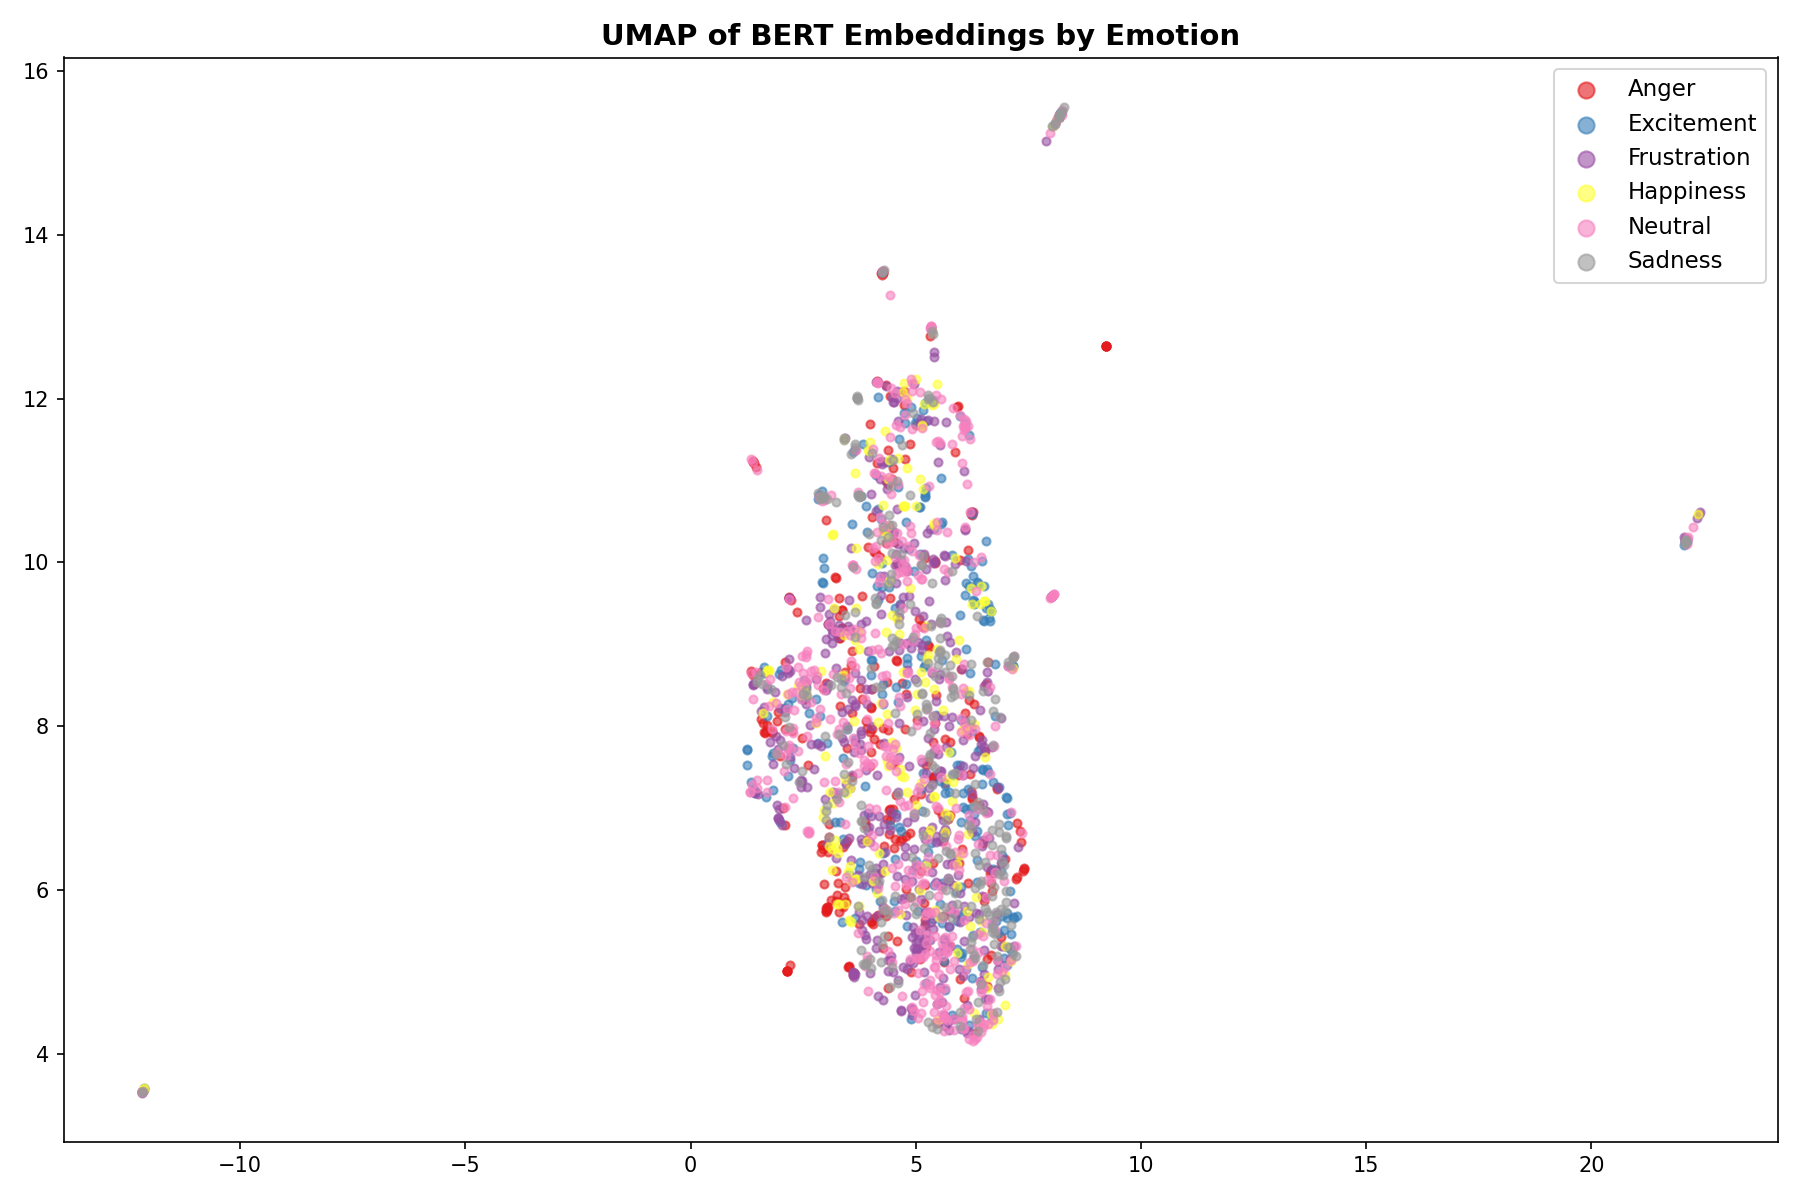 UMAP of BERT Embeddings by Emotion
16
14
12
10
8
6
4
−10
−5
0
5
10
15
20
Anger
Excitement
Frustration
Happiness
Neutral
Sadness